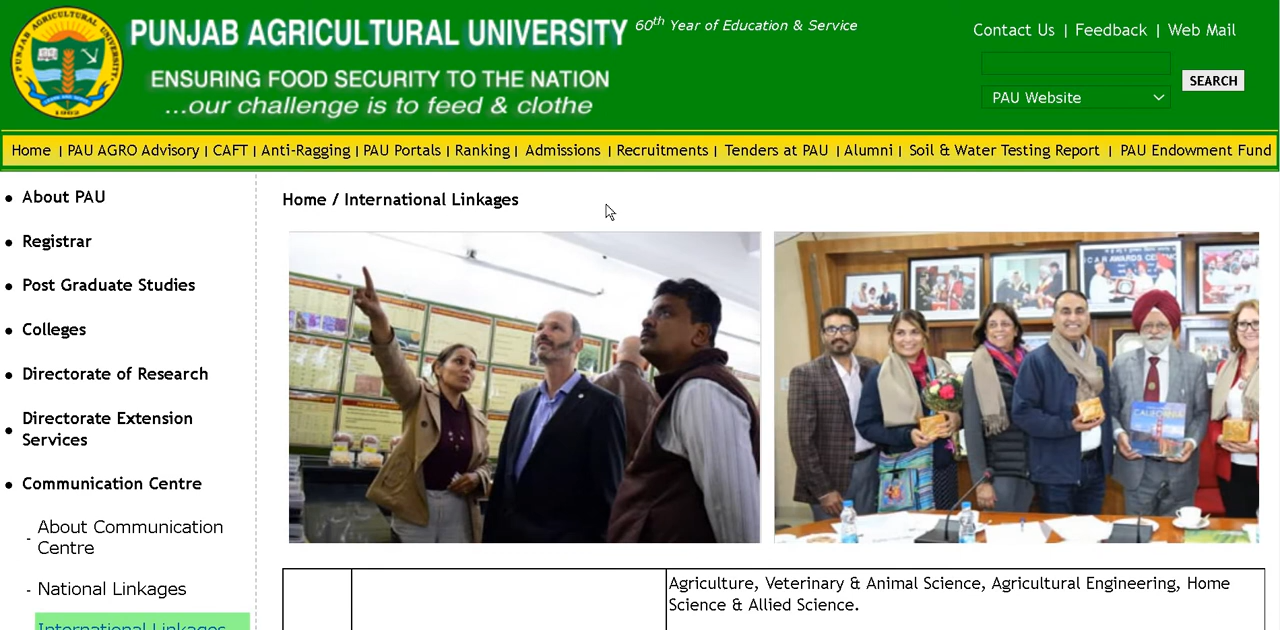 PUNJAB AGRICULTURAL UNIVERSITY
60th Year of Education & Service
ENSURING FOOD SECURITY TO THE NATION
...our challenge is to feed & clothe
Contact Us | Feedback | Web Mail
PAU Website
SEARCH
Home | PAU AGRO Advisory | CAFT | Anti-Ragging | PAU Portals | Ranking | Admissions | Recruitments | Tenders at PAU | Alumni | Soil & Water Testing Report | PAU Endowment Fund
• About PAU
• Registrar
• Post Graduate Studies
• Colleges
• Directorate of Research
• Directorate Extension
Services
• Communication Centre
- About Communication
Centre
- National Linkages
International Linkages
Home / International Linkages
CALIFORNIA
Agriculture, Veterinary & Animal Science, Agricultural Engineering, Home
Science & Allied Science.